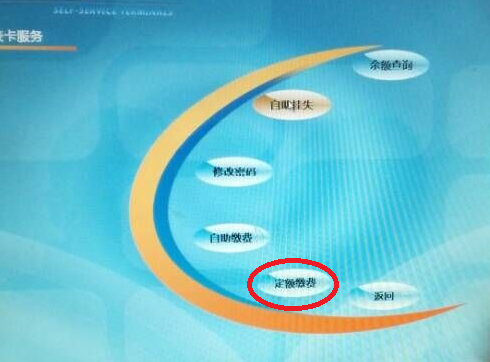 SELF-SERVICE TERMINALS
卡服务
余额查询
自助挂失
修改密码
自助缴费
定额缴费
返回